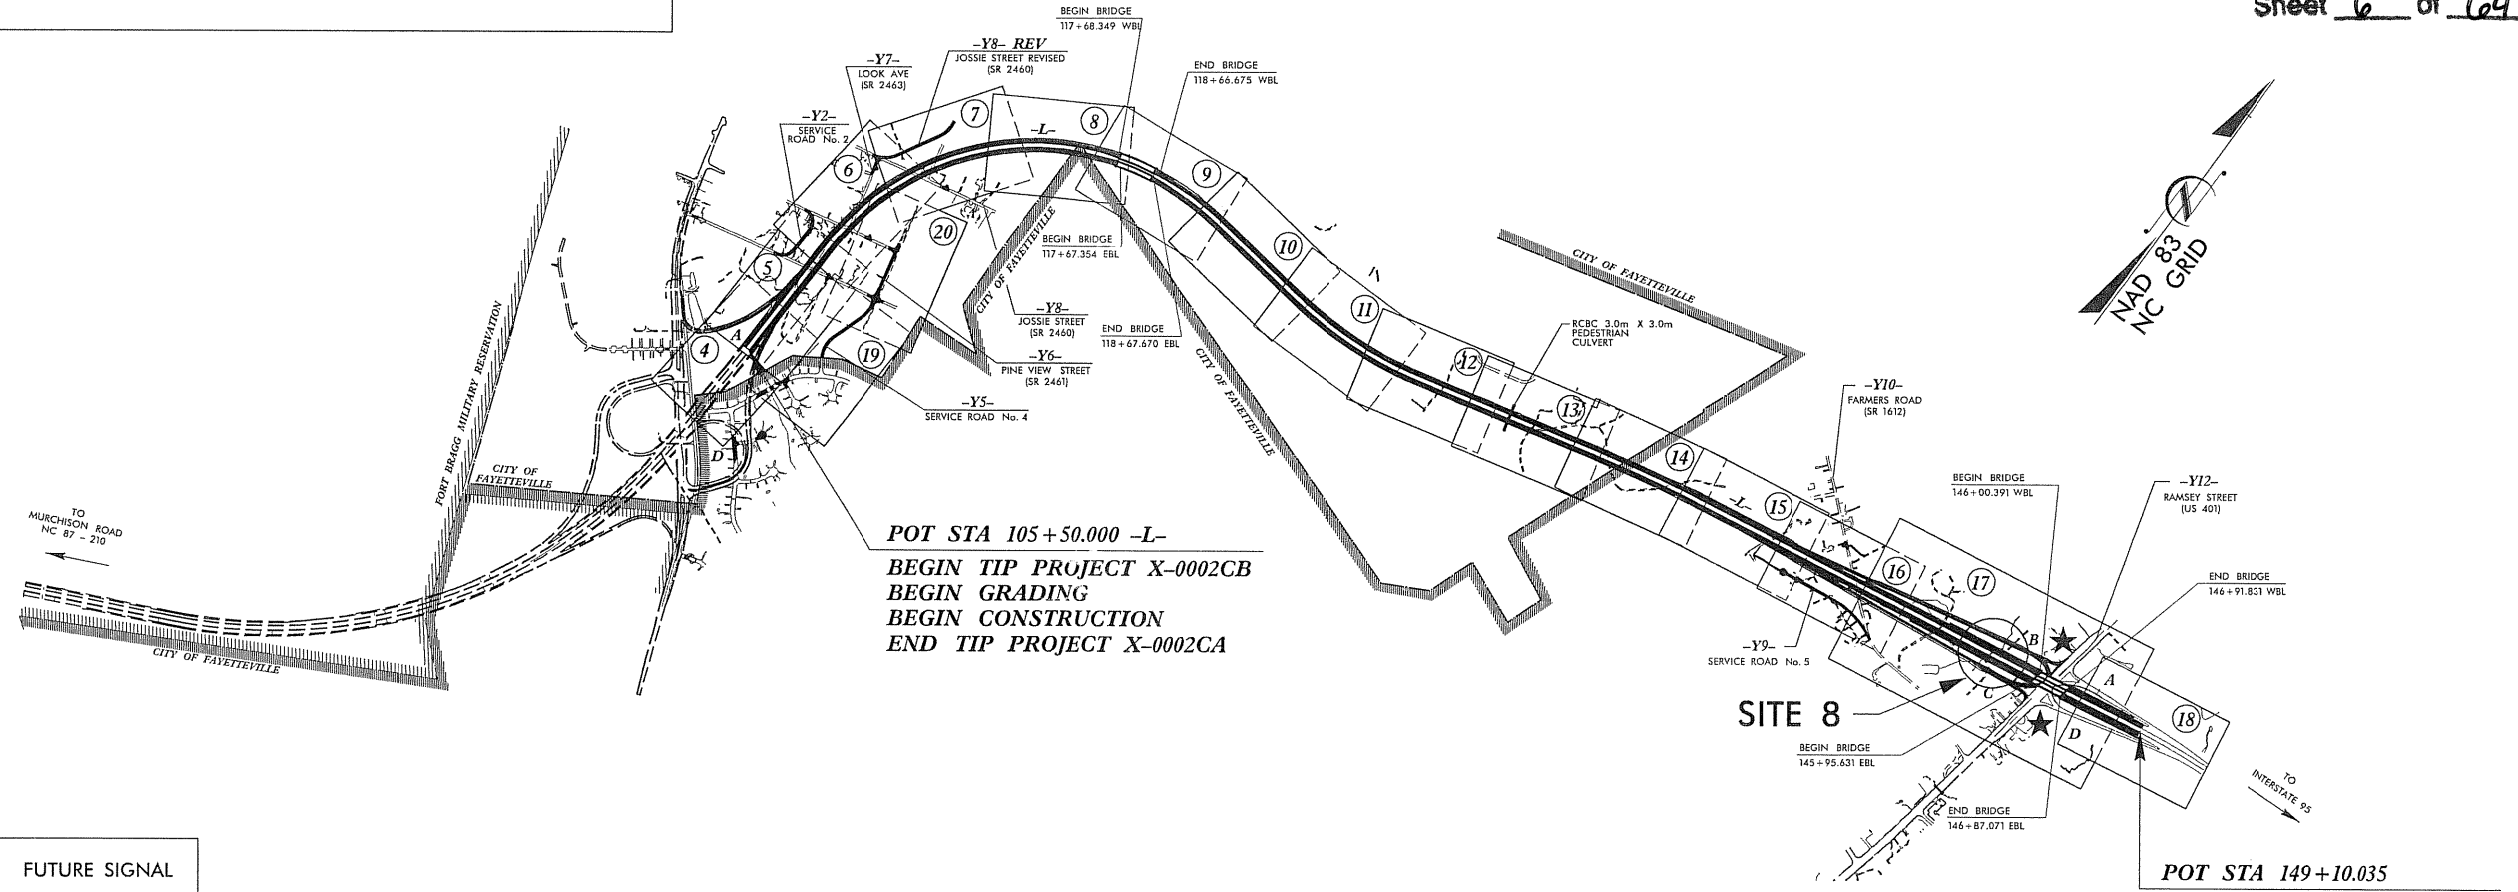 Sheet 6 of 64
BEGIN BRIDGE
117+68.349 WBL
-Y8- REV
JOSSIE STREET REVISED
(SR 2460)
-Y7-
LOOK AVE
(SR 2463)
END BRIDGE
118+66.675 WBL
-Y2-
SERVICE
ROAD No. 2
7
8
-L-
6
9
20
5
10
BEGIN BRIDGE
117+67.354 EBL
CITY OF FAYETTEVILLE
CITY OF FAYETTEVILLE
NAD 83
NC GRID
11
-Y8-
JOSSIE STREET
(SR 2460)
END BRIDGE
118+67.670 EBL
RCBC 3.0m X 3.0m
PEDESTRIAN
CULVERT
A
4
19
12
-Y6-
PINE VIEW STREET
(SR 2461)
CITY OF FAYETTEVILLE
FORT BRAGG MILITARY RESERVATION
-Y5-
SERVICE ROAD No. 4
13
-Y10-
FARMERS ROAD
(SR 1612)
D
CITY OF
FAYETTEVILLE
14
BEGIN BRIDGE
146+00.391 WBL
-Y12-
RAMSEY STREET
(US 401)
-L-
15
TO
MURCHISON ROAD
NC 87 - 210
POT STA 105+50.000 -L-
BEGIN TIP PROJECT X-0002CB
BEGIN GRADING
BEGIN CONSTRUCTION
END TIP PROJECT X-0002CA
16
17
END BRIDGE
146+91.831 WBL
CITY OF FAYETTEVILLE
-Y9-
SERVICE ROAD No. 5
B
C
A
SITE 8
18
D
BEGIN BRIDGE
145+95.631 EBL
TO
INTERSTATE 95
END BRIDGE
146+87.071 EBL
FUTURE SIGNAL
POT STA 149+10.035